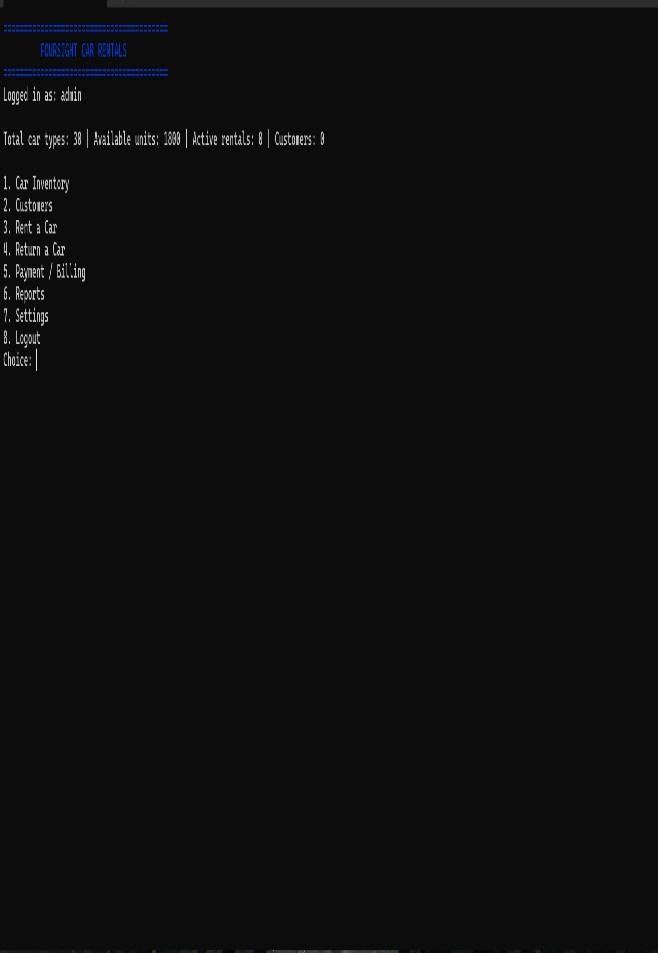 ========================================
FOURSIGHT CAR RENTALS
========================================
Logged in as: admin
Total car types: 30 | Available units: 1800 | Active rentals: 0 | Customers: 0
1. Car Inventory
2. Customers
3. Rent a Car
4. Return a Car
5. Payment / Billing
6. Reports
7. Settings
8. Logout
Choice: